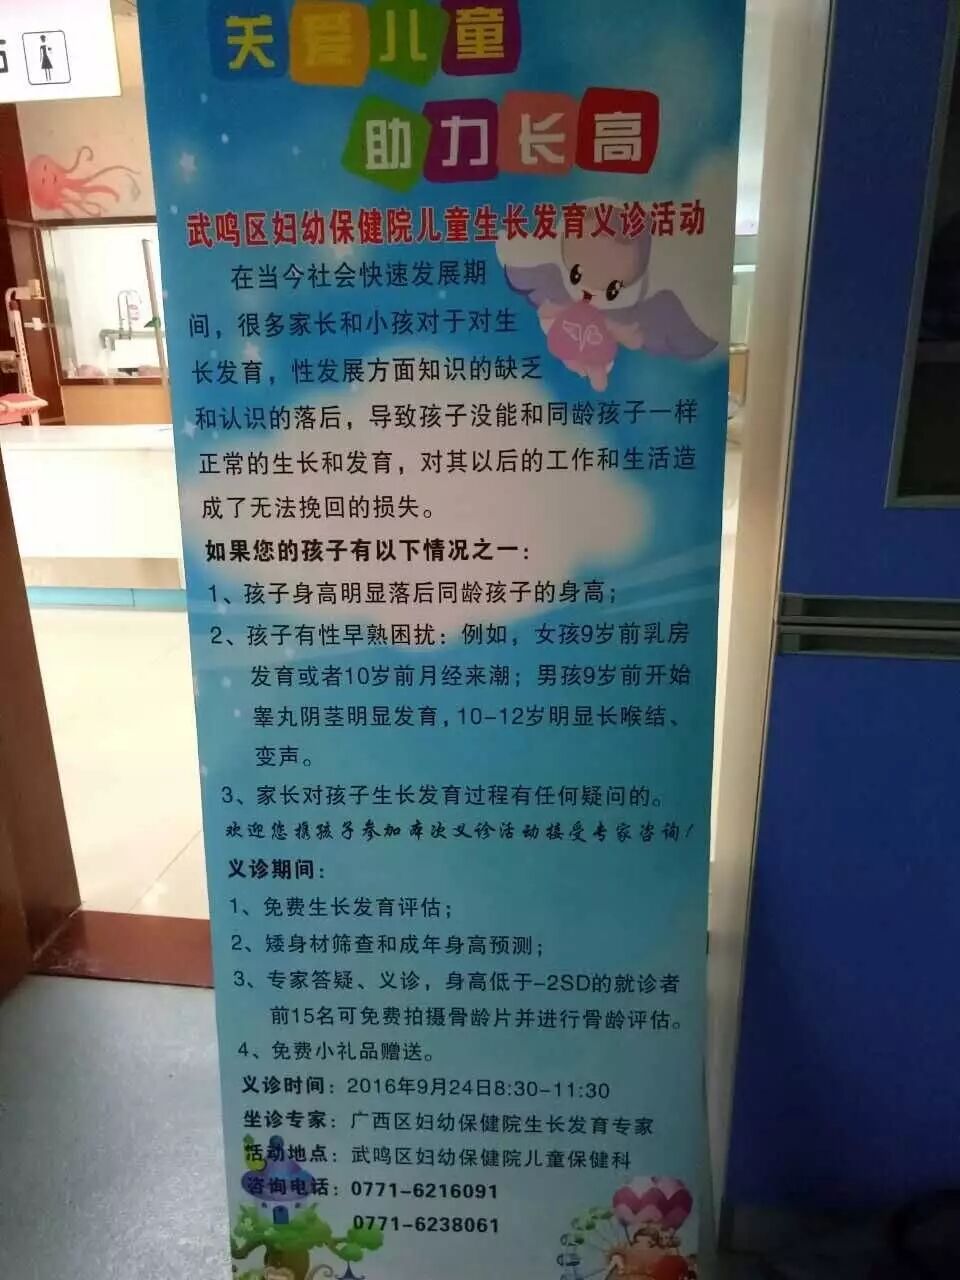 关爱儿童
助力长高
武鸣区妇幼保健院儿童生长发育义诊活动
在当今社会快速发展期
间，很多家长和小孩对于对生
长发育，性发展方面知识的缺乏
和认识的落后，导致孩子没能和同龄孩子一样
正常的生长和发育，对其以后的工作和生活造
成了无法挽回的损失。
如果您的孩子有以下情况之一：
1、孩子身高明显落后同龄孩子的身高；
2、孩子有性早熟困扰：例如，女孩9岁前乳房
发育或者10岁前月经来潮；男孩9岁前开始
睾丸阴茎明显发育,10-12岁明显长喉结、
变声。
3、家长对孩子生长发育过程有任何疑问的。
欢迎您携孩子参加本次义诊活动接受专家咨询！
义诊期间：
1、免费生长发育评估；
2、矮身材筛查和成年身高预测；
3、专家答疑、义诊，身高低于-2SD的就诊者
前15名可免费拍摄骨龄片并进行骨龄评估。
4、免费小礼品赠送。
义诊时间：2016年9月24日8:30-11:30
坐诊专家：广西区妇幼保健院生长发育专家
活动地点：武鸣区妇幼保健院儿童保健科
咨询电话：0771-6216091
0771-6238061